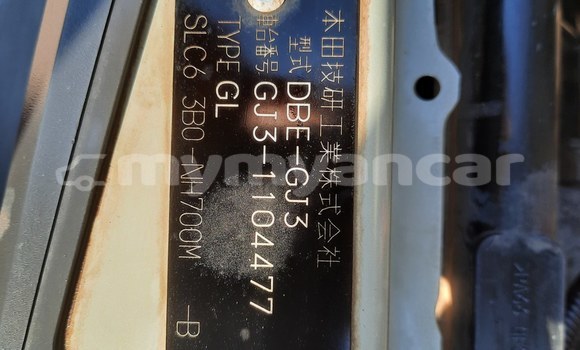 本田技研工業株式会社
型式 DBE-GJ3
車台番号 GJ3-1104477
TYPE GL
SLC6 3B0-NH700M -B
mymyancar